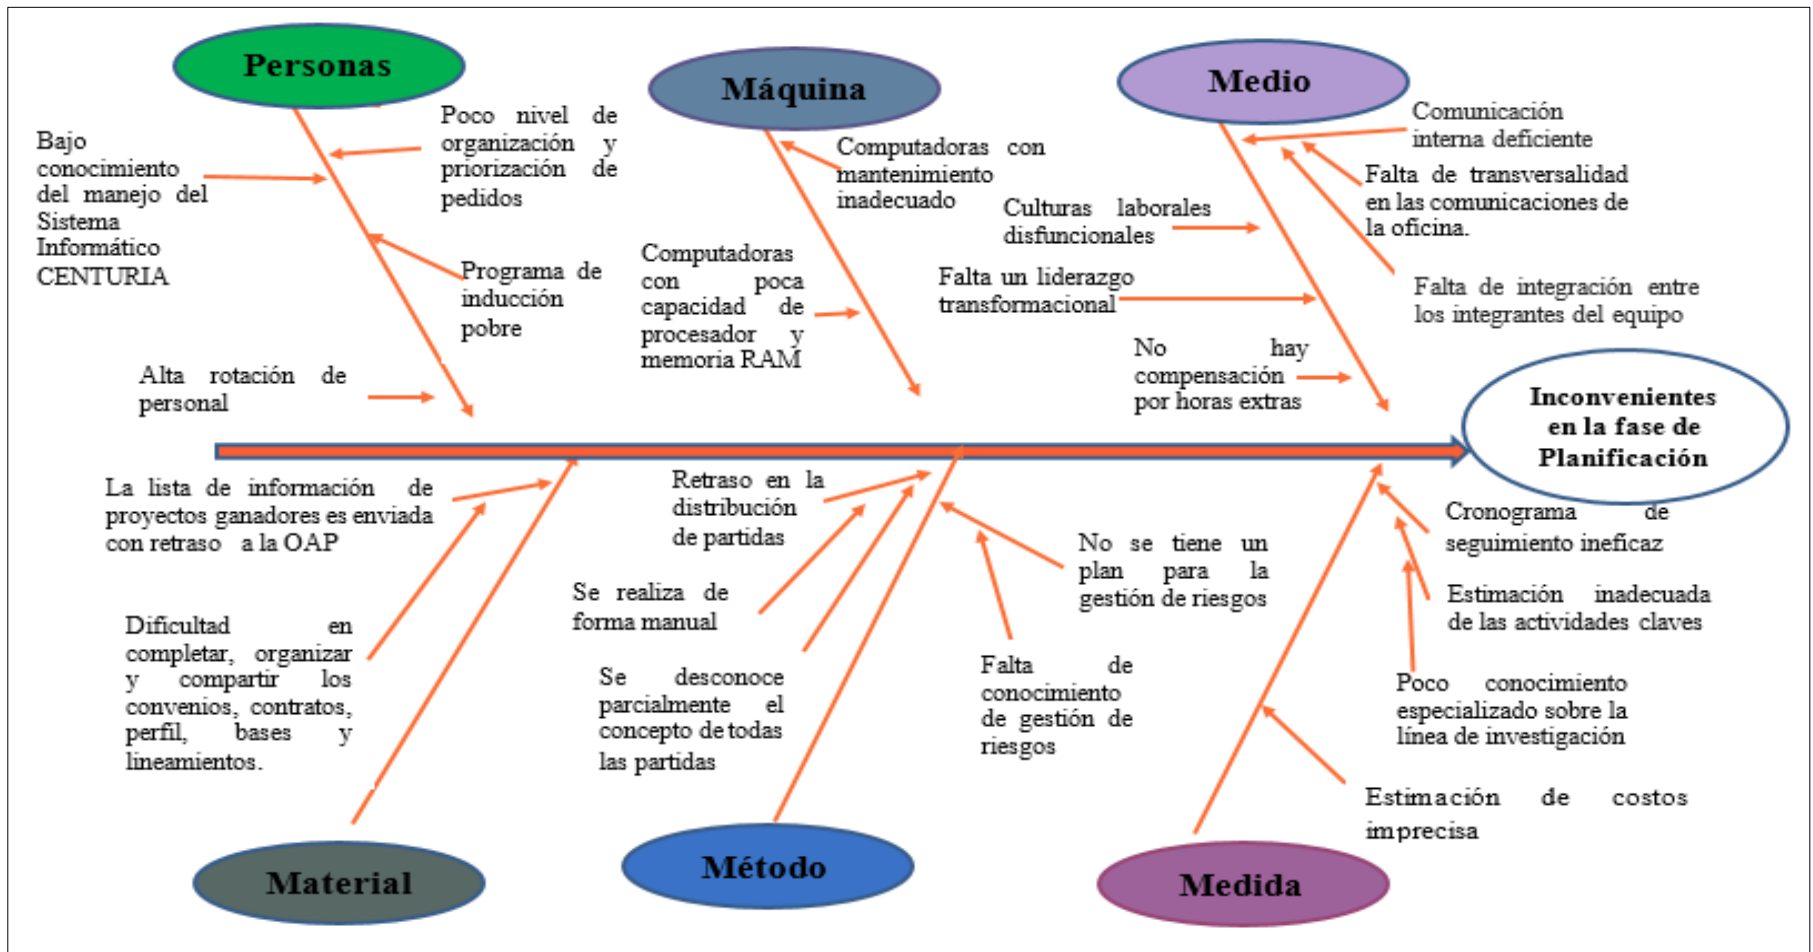 Personas
Máquina
Medio
Bajo
conocimiento
del manejo del
Sistema
Informático
CENTURIA
Poco nivel de
organización y
priorización de
pedidos
Programa de
inducción
pobre
Alta rotación de
personal
Computadoras con
mantenimiento
inadecuado
Computadoras
con poca
capacidad de
procesador y
memoria RAM
Comunicación
interna deficiente
Falta de transversalidad
en las comunicaciones de
la oficina.
Falta de integración entre
los integrantes del equipo
Culturas laborales
disfuncionales
Falta un liderazgo
transformacional
No hay
compensación
por horas extras
Inconvenientes
en la fase de
Planificación
La lista de información de
proyectos ganadores es enviada
con retraso a la OAP
Dificultad en
completar, organizar
y compartir los
convenios, contratos,
perfil, bases y
lineamientos.
Retraso en la
distribución
de partidas
Se realiza de
forma manual
Se desconoce
parcialmente el
concepto de todas
las partidas
No se tiene un
plan para la
gestión de riesgos
Falta de
conocimiento
de gestión de
riesgos
Cronograma de
seguimiento ineficaz
Estimación inadecuada
de las actividades claves
Poco conocimiento
especializado sobre la
línea de investigación
Estimación de costos
imprecisa
Material
Método
Medida